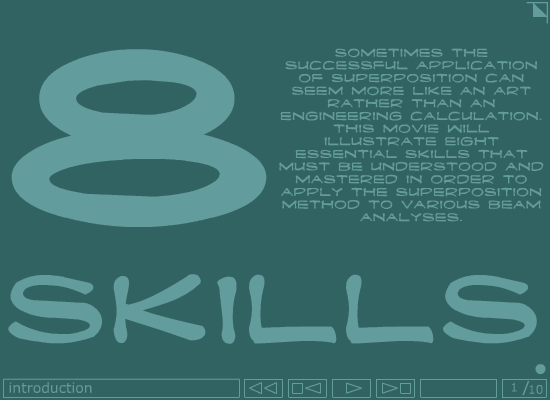 8
SOMETIMES THE
SUCCESSFUL APPLICATION
OF SUPERPOSITION CAN
SEEM MORE LIKE AN ART
RATHER THAN AN
ENGINEERING CALCULATION.
THIS MOVIE WILL
ILLUSTRATE EIGHT
ESSENTIAL SKILLS THAT
MUST BE UNDERSTOOD AND
MASTERED IN ORDER TO
APPLY THE SUPERPOSITION
METHOD TO VARIOUS BEAM
ANALYSES.
SKILLS
introduction
1 /10